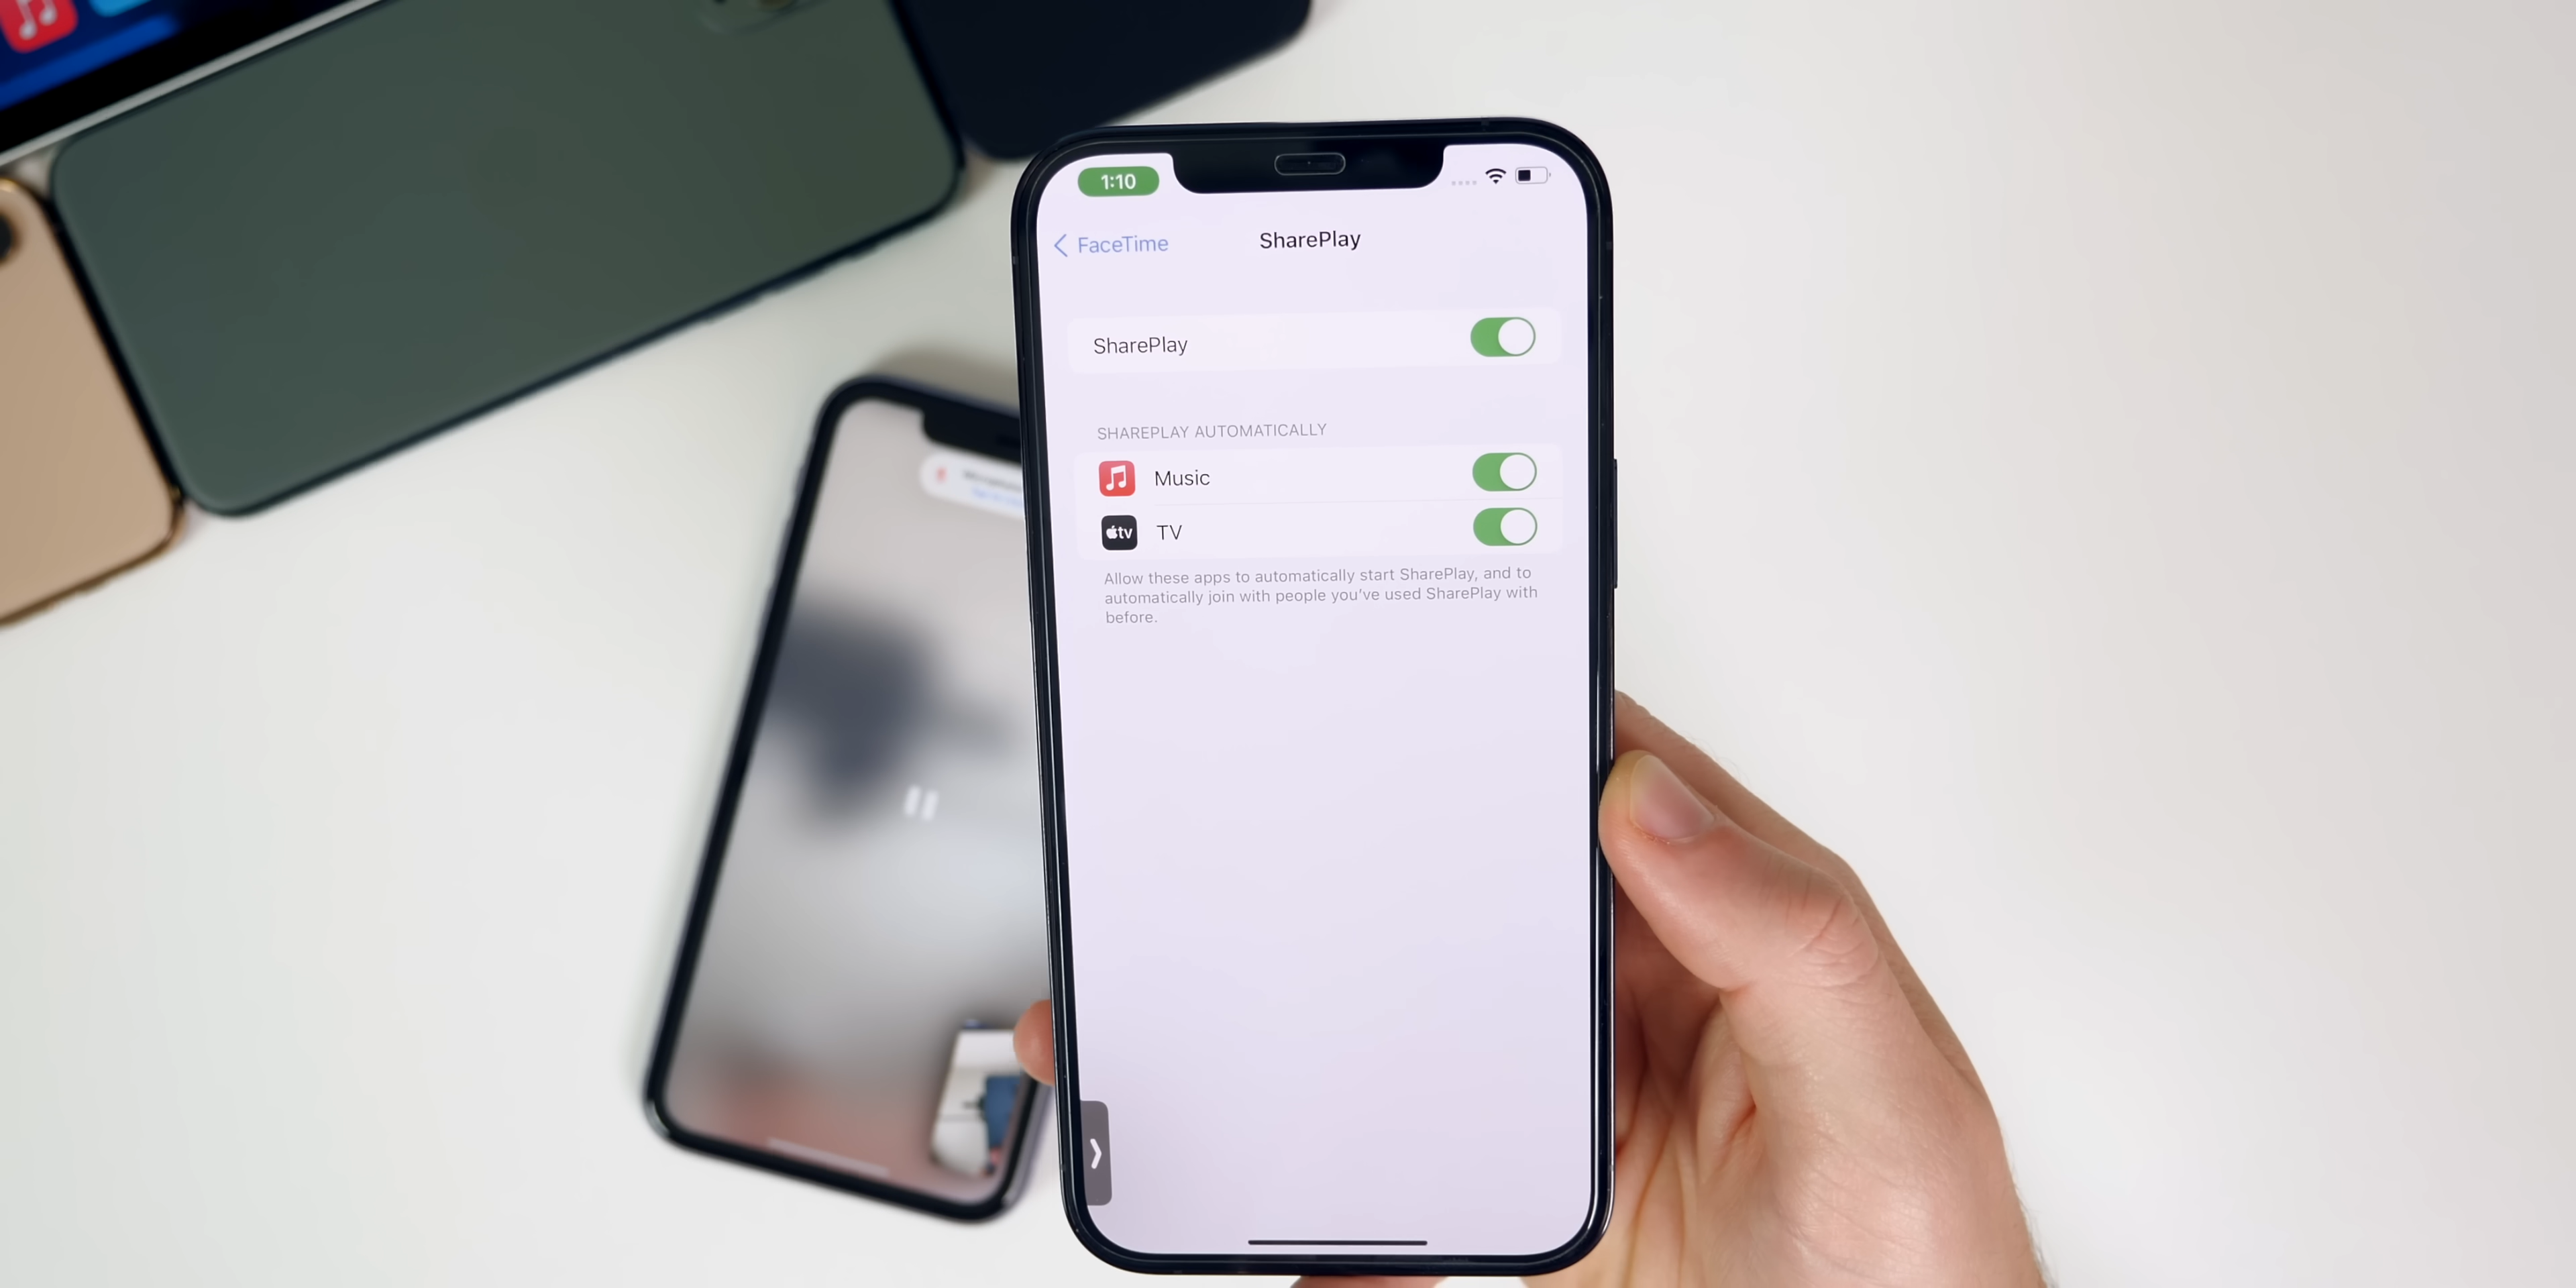 1:10
FaceTime
SharePlay
SharePlay
SHAREPLAY AUTOMATICALLY
Music
tv
TV
Allow these apps to automatically start SharePlay, and to
automatically join with people you've used SharePlay with
before.